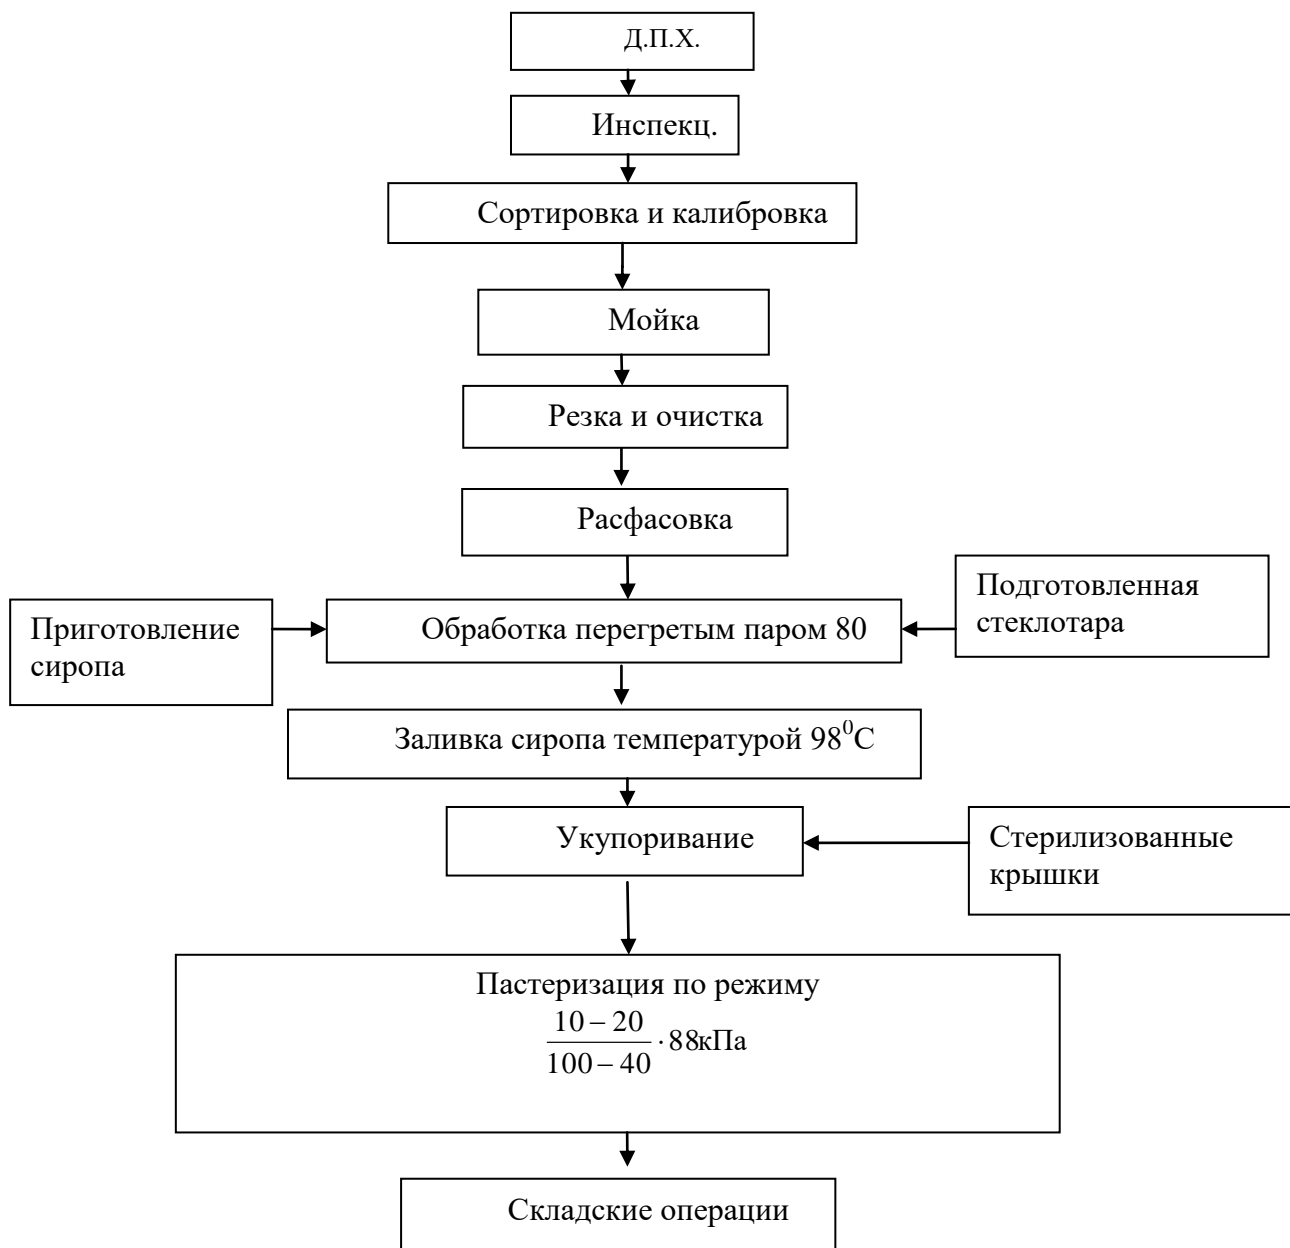 Д.П.Х.
Инспекц.
Сортировка и калибровка
Мойка
Резка и очистка
Расфасовка
Приготовление
сиропа
Обработка перегретым паром 80
Подготовленная
стеклотара
Заливка сиропа температурой 98⁰С
Укупоривание
Стерилизованные
крышки
Пастеризация по режиму
10 – 20
100 – 40
· 88кПа
Складские операции